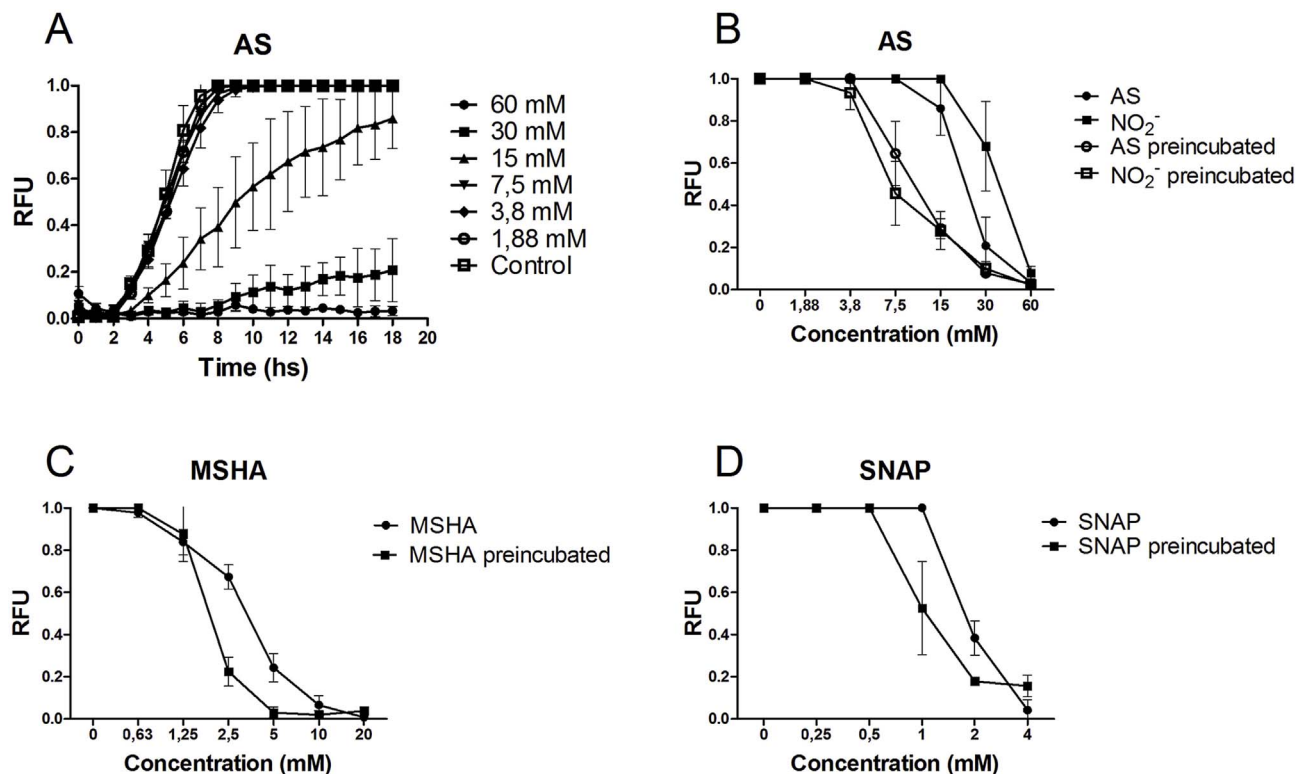 A
AS
RFU
1.0
0.8
0.6
0.4
0.2
0.0
0 2 4 6 8 10 12 14 16 18 20
Time (hs)
60 mM
30 mM
15 mM
7,5 mM
3,8 mM
1,88 mM
Control
B
AS
RFU
1.0
0.8
0.6
0.4
0.2
0.0
0 1,88 3,8 7,5 15 30 60
Concentration (mM)
AS
NO₂⁻
AS preincubated
NO₂⁻ preincubated
C
MSHA
RFU
1.0
0.8
0.6
0.4
0.2
0.0
0 0,63 1,25 2,5 5 10 20
Concentration (mM)
MSHA
MSHA preincubated
D
SNAP
RFU
1.0
0.8
0.6
0.4
0.2
0.0
0 0,25 0,5 1 2 4
Concentration (mM)
SNAP
SNAP preincubated